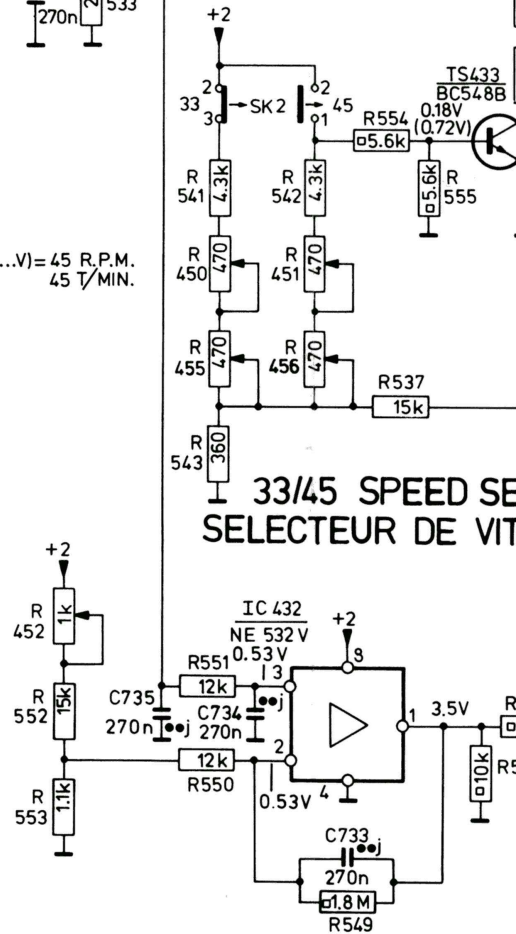 533
270n
+2
2
33
3
SK2
2
45
1
TS433
BC548B
0.18V
(0.72V)
R554
5.6k
5.6k
R
555
R
541
4.3k
R
542
4.3k
...V)=45 R.P.M.
45 T/MIN.
R
450
470
R
451
470
R
455
470
R
456
470
R537
15k
R
543
360
33/45 SPEED SE
SELECTEUR DE VIT
+2
R
452
1k
R
552
15k
R
553
1.1k
IC 432
NE 532 V
0.53V
+2
8
R551
12k
3
C735
270n
j
C734
270n
j
2
12k
R550
0.53V
4
1
3.5V
R
10k
R5
C733
j
270n
1.8M
R549